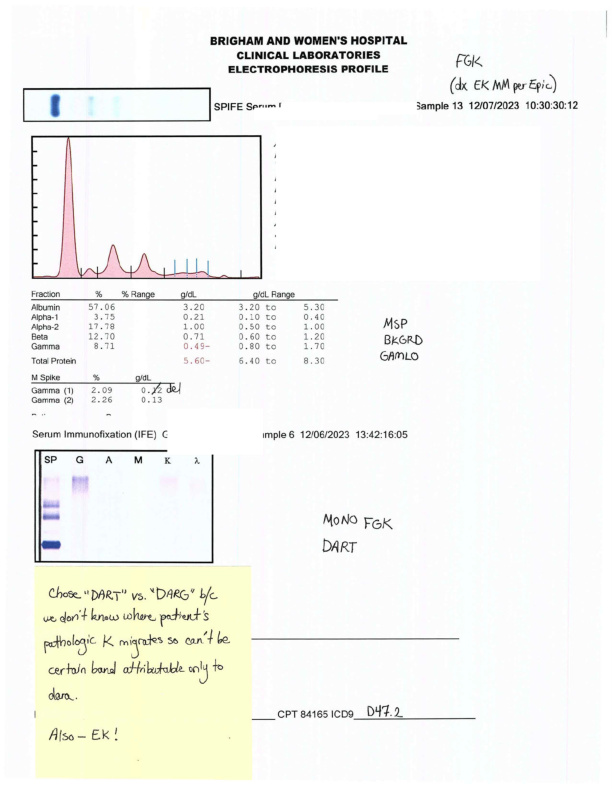 BRIGHAM AND WOMEN'S HOSPITAL
CLINICAL LABORATORIES
ELECTROPHORESIS PROFILE
FGK
(dx EK MM per Epic)
SPIFE Serum
Sample 13 12/07/2023 10:30:30:12
Fraction % % Range g/dL g/dL Range
Albumin 57.06 3.20 3.20 to 5.30
Alpha-1 3.75 0.21 0.10 to 0.40
Alpha-2 17.78 1.00 0.50 to 1.00
Beta 12.70 0.71 0.60 to 1.20
Gamma 8.71 0.49- 0.80 to 1.70
Total Protein 5.60- 6.40 to 8.30
MSP
BKGRD
GAMLO
M Spike % g/dL
Gamma (1) 2.09 0.12 del
Gamma (2) 2.26 0.13
Serum Immunofixation (IFE) mple 6 12/06/2023 13:42:16:05
SP G A M K λ
MONO FGK
DART
Chose "DART" vs. "DARG" b/c
we don't know where patient's
pathologic K migrates so can't be
certain band attributable only to
dara.
Also - EK!
CPT 84165 ICD9 D47.2